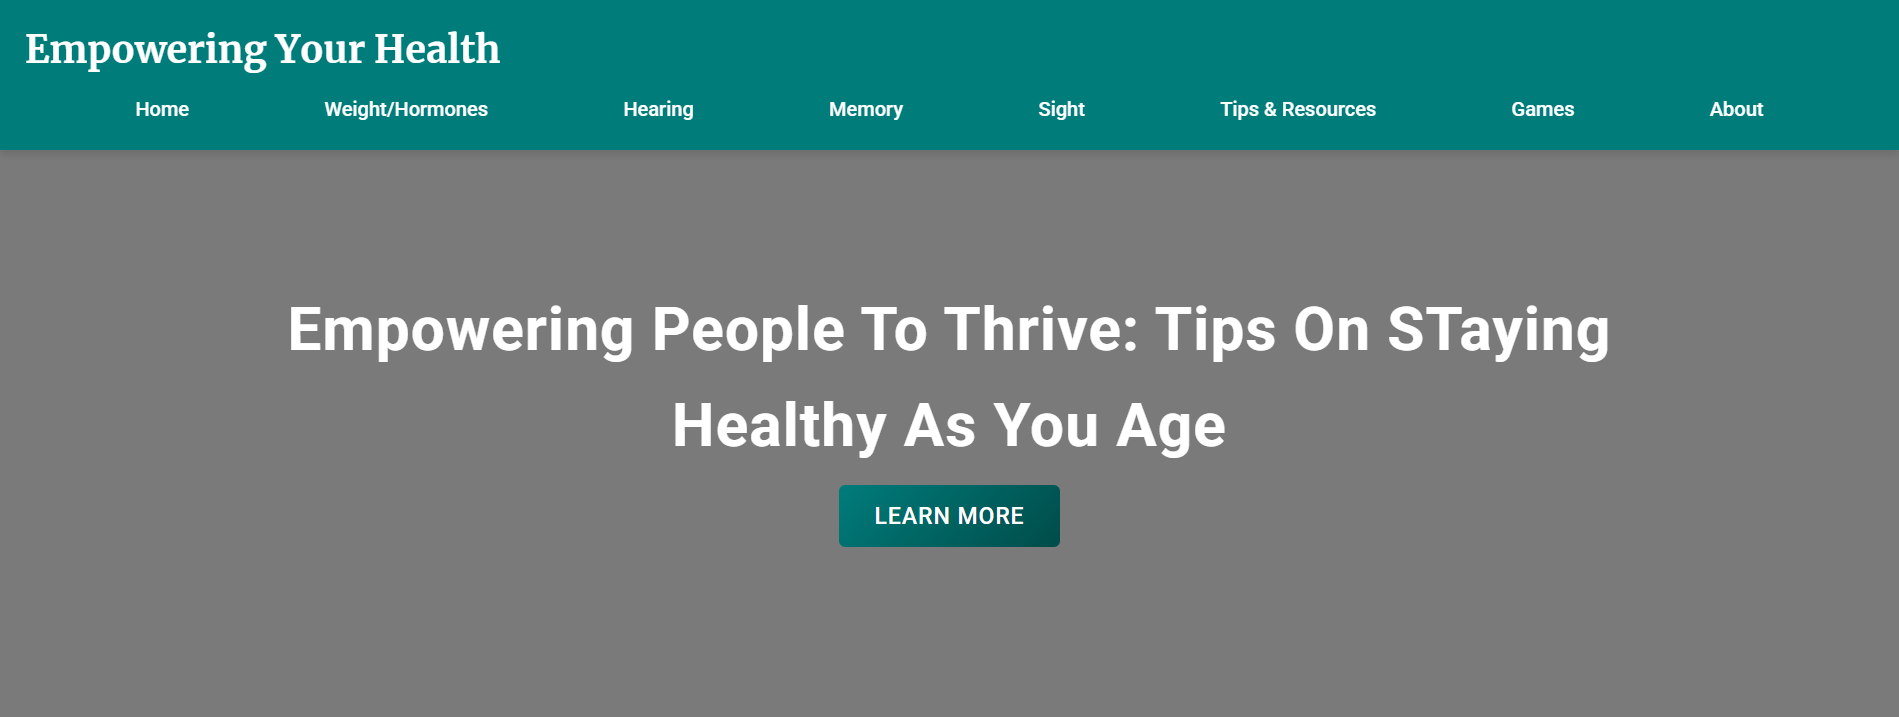 Empowering Your Health
Home Weight/Hormones Hearing Memory Sight Tips & Resources Games About
Empowering People To Thrive: Tips On STaying
Healthy As You Age
LEARN MORE